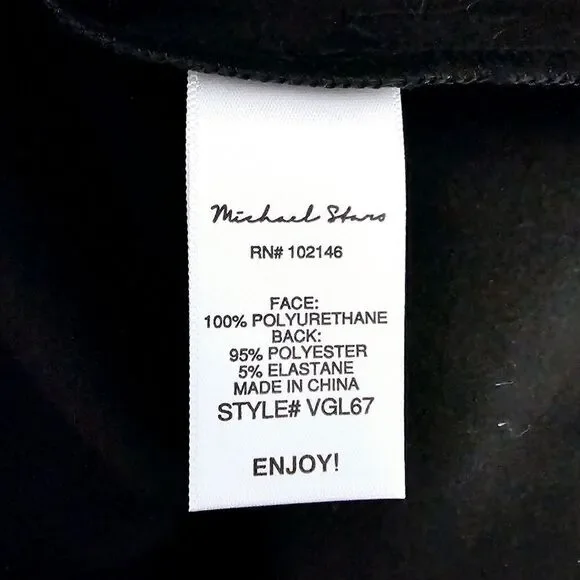 Michael Stars
RN# 102146
FACE:
100% POLYURETHANE
BACK:
95% POLYESTER
5% ELASTANE
MADE IN CHINA
STYLE# VGL67
ENJOY!